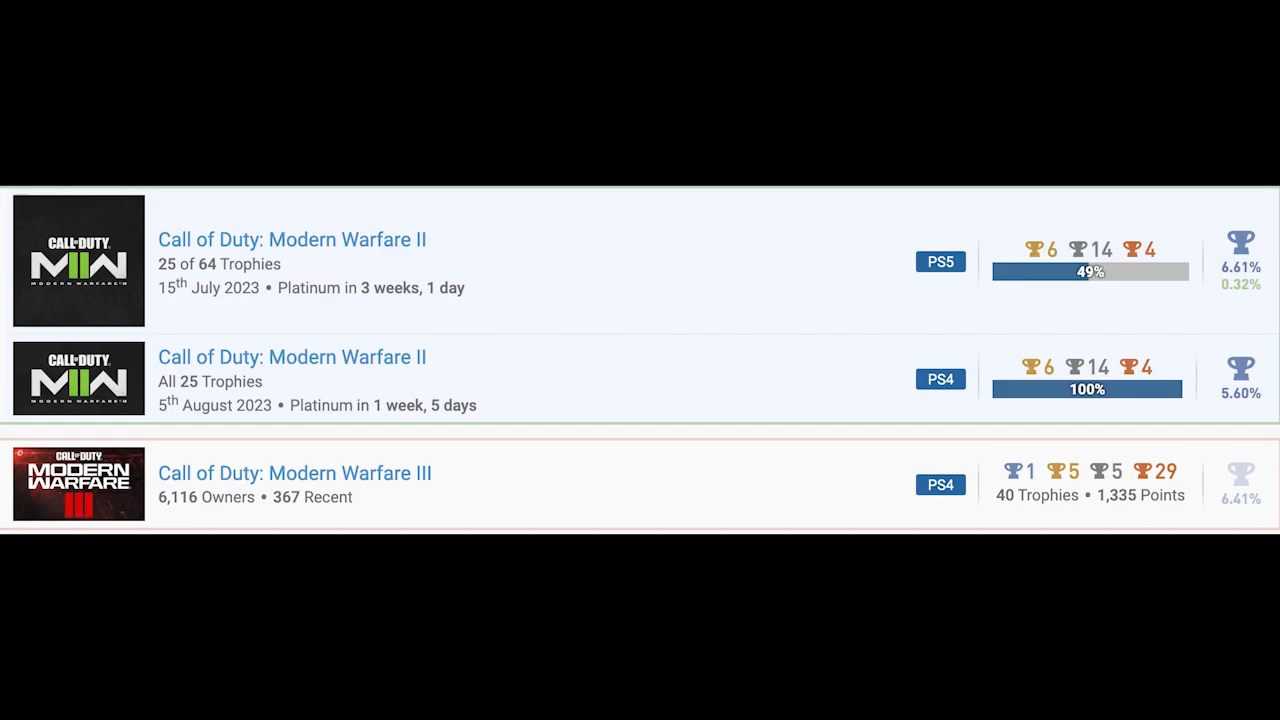 CALL OF DUTY
MWII
MODERN WARFARE II
Call of Duty: Modern Warfare II
25 of 64 Trophies
15th July 2023 • Platinum in 3 weeks, 1 day
PS5
6 14 4
49%
6.61%
0.32%
CALL OF DUTY
MWII
MODERN WARFARE II
Call of Duty: Modern Warfare II
All 25 Trophies
5th August 2023 • Platinum in 1 week, 5 days
PS4
6 14 4
100%
5.60%
CALL OF DUTY
MODERN
WARFARE
III
Call of Duty: Modern Warfare III
6,116 Owners • 367 Recent
PS4
1 5 5 29
40 Trophies • 1,335 Points
6.41%